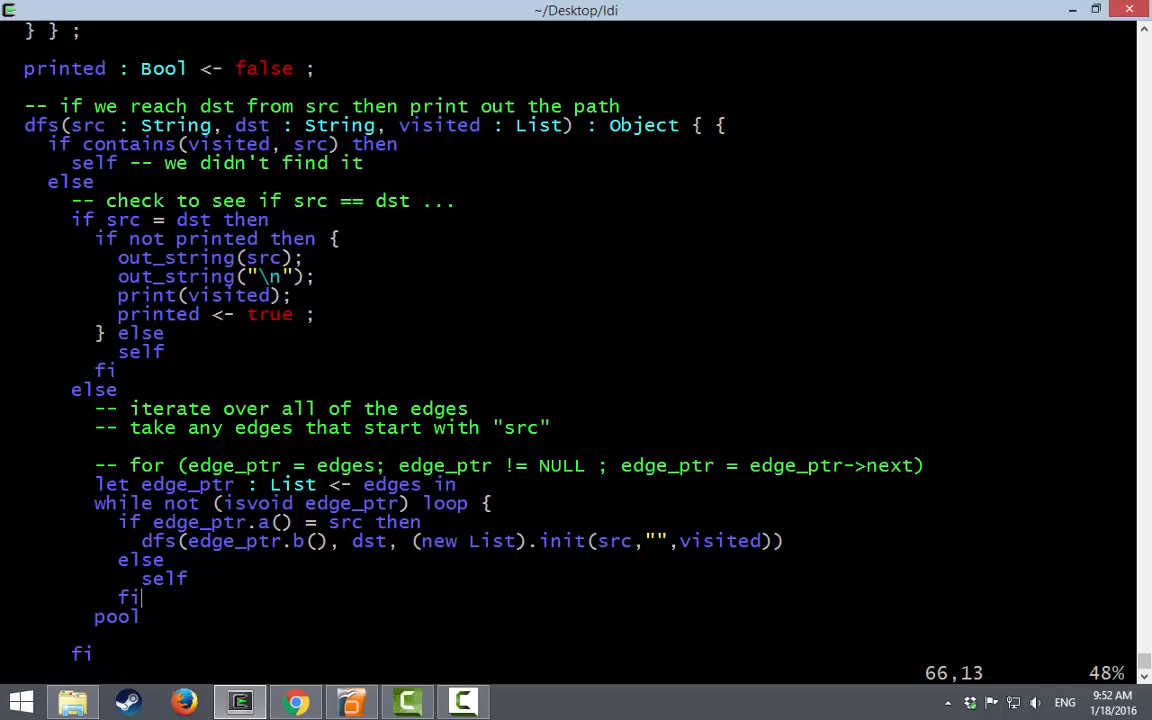 ~/Desktop/ldi
} } ;
printed : Bool <- false ;
-- if we reach dst from src then print out the path
dfs(src : String, dst : String, visited : List) : Object { {
if contains(visited, src) then
self -- we didn't find it
else
-- check to see if src == dst ...
if src = dst then
if not printed then {
out_string(src);
out_string("\n");
print(visited);
printed <- true ;
} else
self
fi
else
-- iterate over all of the edges
-- take any edges that start with "src"
-- for (edge_ptr = edges; edge_ptr != NULL ; edge_ptr = edge_ptr->next)
let edge_ptr : List <- edges in
while not (isvoid edge_ptr) loop {
if edge_ptr.a() = src then
dfs(edge_ptr.b(), dst, (new List).init(src,"",visited))
else
self
fi
pool
fi
66,13 48%
ENG
9:52 AM
1/18/2016